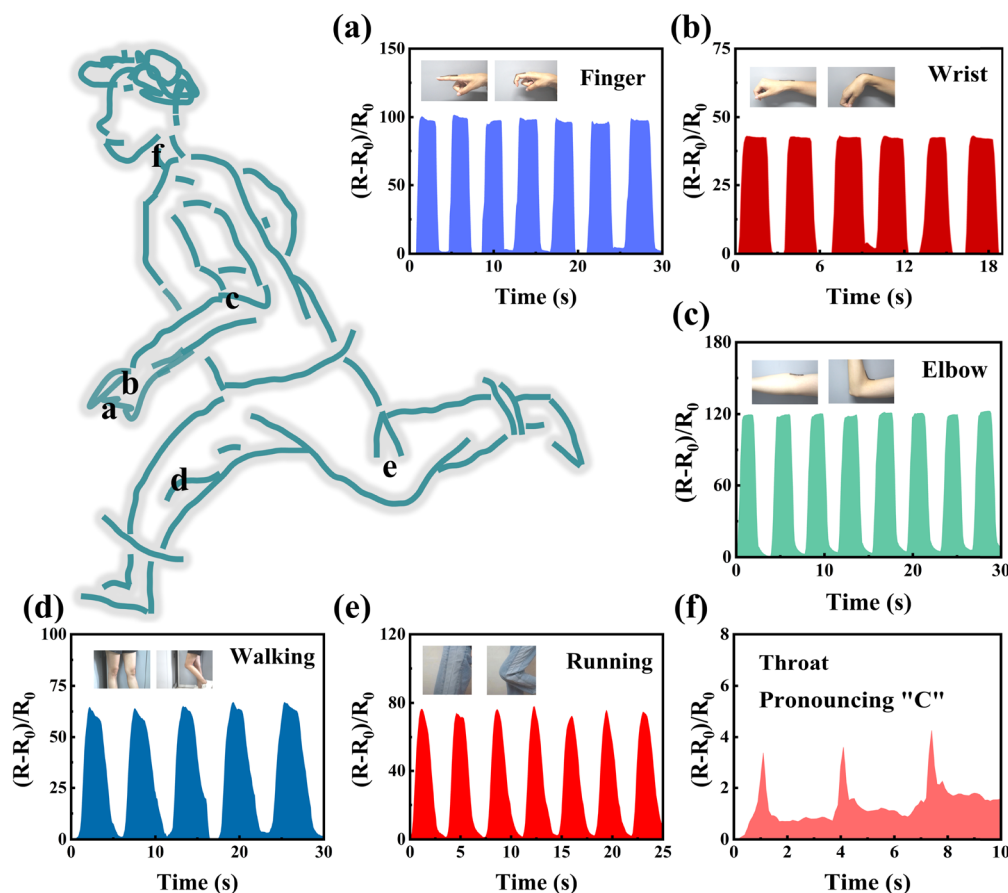 (a)
150
100
50
0
(R-R0)/R0
Finger
0 10 20 30
Time (s)
(b)
75
50
25
0
(R-R0)/R0
Wrist
0 6 12 18
Time (s)
f
c
b
a
d
e
(c)
180
120
60
0
(R-R0)/R0
Elbow
0 10 20 30
Time (s)
(d)
100
75
50
25
0
(R-R0)/R0
Walking
0 10 20 30
Time (s)
(e)
120
80
40
0
(R-R0)/R0
Running
0 5 10 15 20 25
Time (s)
(f)
8
6
4
2
0
(R-R0)/R0
Throat
Pronouncing "C"
0 2 4 6 8 10
Time (s)